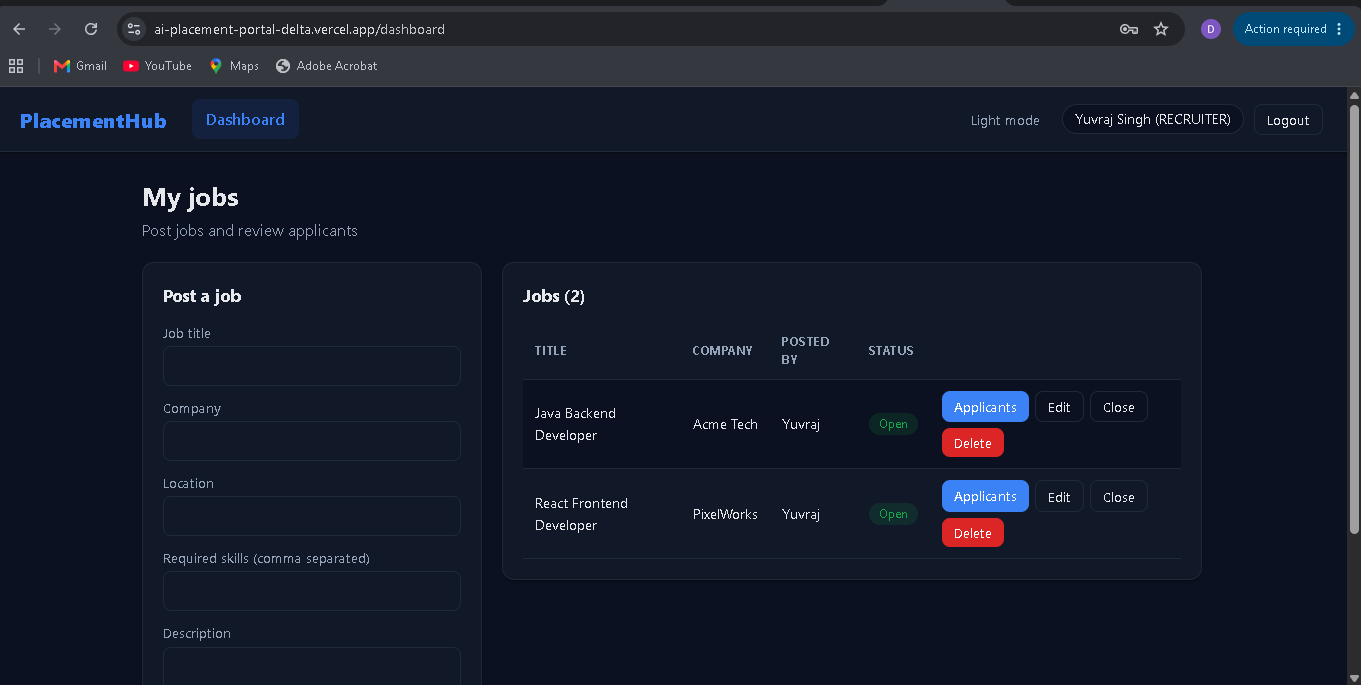 ai-placement-portal-delta.vercel.app/dashboard
D
Action required
Gmail
YouTube
Maps
Adobe Acrobat
PlacementHub
Dashboard
Light mode
Yuvraj Singh (RECRUITER)
Logout
My jobs
Post jobs and review applicants
Post a job
Job title
Company
Location
Required skills (comma separated)
Description
Jobs (2)
TITLE
COMPANY
POSTED
BY
STATUS
Java Backend
Developer
Acme Tech
Yuvraj
Open
Applicants
Edit
Close
Delete
React Frontend
Developer
PixelWorks
Yuvraj
Open
Applicants
Edit
Close
Delete